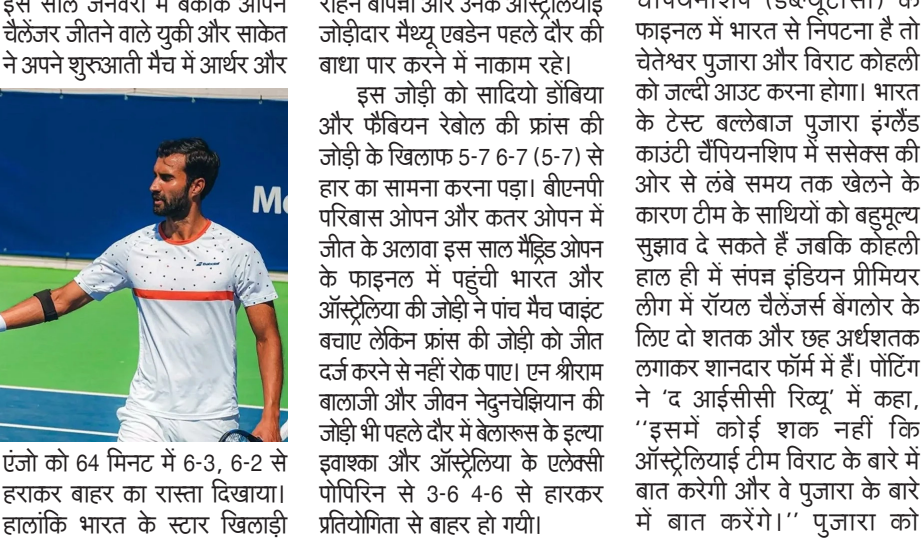 इस साल जनवरी में बैंकॉक ओपन
चैलेंजर जीतने वाले युकी और साकेत
ने अपने शुरुआती मैच में आर्थर और
एंजो को 64 मिनट में 6-3, 6-2 से
हराकर बाहर का रास्ता दिखाया।
हालांकि भारत के स्टार खिलाड़ी
रोहन बोपन्ना और उनके ऑस्ट्रेलियाई
जोड़ीदार मैथ्यू एबडेन पहले दौर की
बाधा पार करने में नाकाम रहे।
इस जोड़ी को सादियो डोंबिया
और फैबियन रेबोल की फ्रांस की
जोड़ी के खिलाफ 5-7 6-7 (5-7) से
हार का सामना करना पड़ा। बीएनपी
परिबास ओपन और कतर ओपन में
जीत के अलावा इस साल मैड्रिड ओपन
के फाइनल में पहुंची भारत और
ऑस्ट्रेलिया की जोड़ी ने पांच मैच प्वाइंट
बचाए लेकिन फ्रांस की जोड़ी को जीत
दर्ज करने से नहीं रोक पाए। एन श्रीराम
बालाजी और जीवन नेदुनचेझियान की
जोड़ी भी पहले दौर में बेलारूस के इल्या
इवाश्का और ऑस्ट्रेलिया के एलेक्सी
पोपिरिन से 3-6 4-6 से हारकर
प्रतियोगिता से बाहर हो गयी।
चैंपियनशिप (डब्ल्यूटीसी) के
फाइनल में भारत से निपटना है तो
चेतेश्वर पुजारा और विराट कोहली
को जल्दी आउट करना होगा। भारत
के टेस्ट बल्लेबाज पुजारा इंग्लैंड
काउंटी चैंपियनशिप में ससेक्स की
ओर से लंबे समय तक खेलने के
कारण टीम के साथियों को बहुमूल्य
सुझाव दे सकते हैं जबकि कोहली
हाल ही में संपन्न इंडियन प्रीमियर
लीग में रॉयल चैलेंजर्स बेंगलोर के
लिए दो शतक और छह अर्धशतक
लगाकर शानदार फॉर्म में हैं। पोंटिंग
ने ‘द आईसीसी रिव्यू’ में कहा,
‘‘इसमें कोई शक नहीं कि
ऑस्ट्रेलियाई टीम विराट के बारे में
बात करेगी और वे पुजारा के बारे
में बात करेंगे।’’ पुजारा को